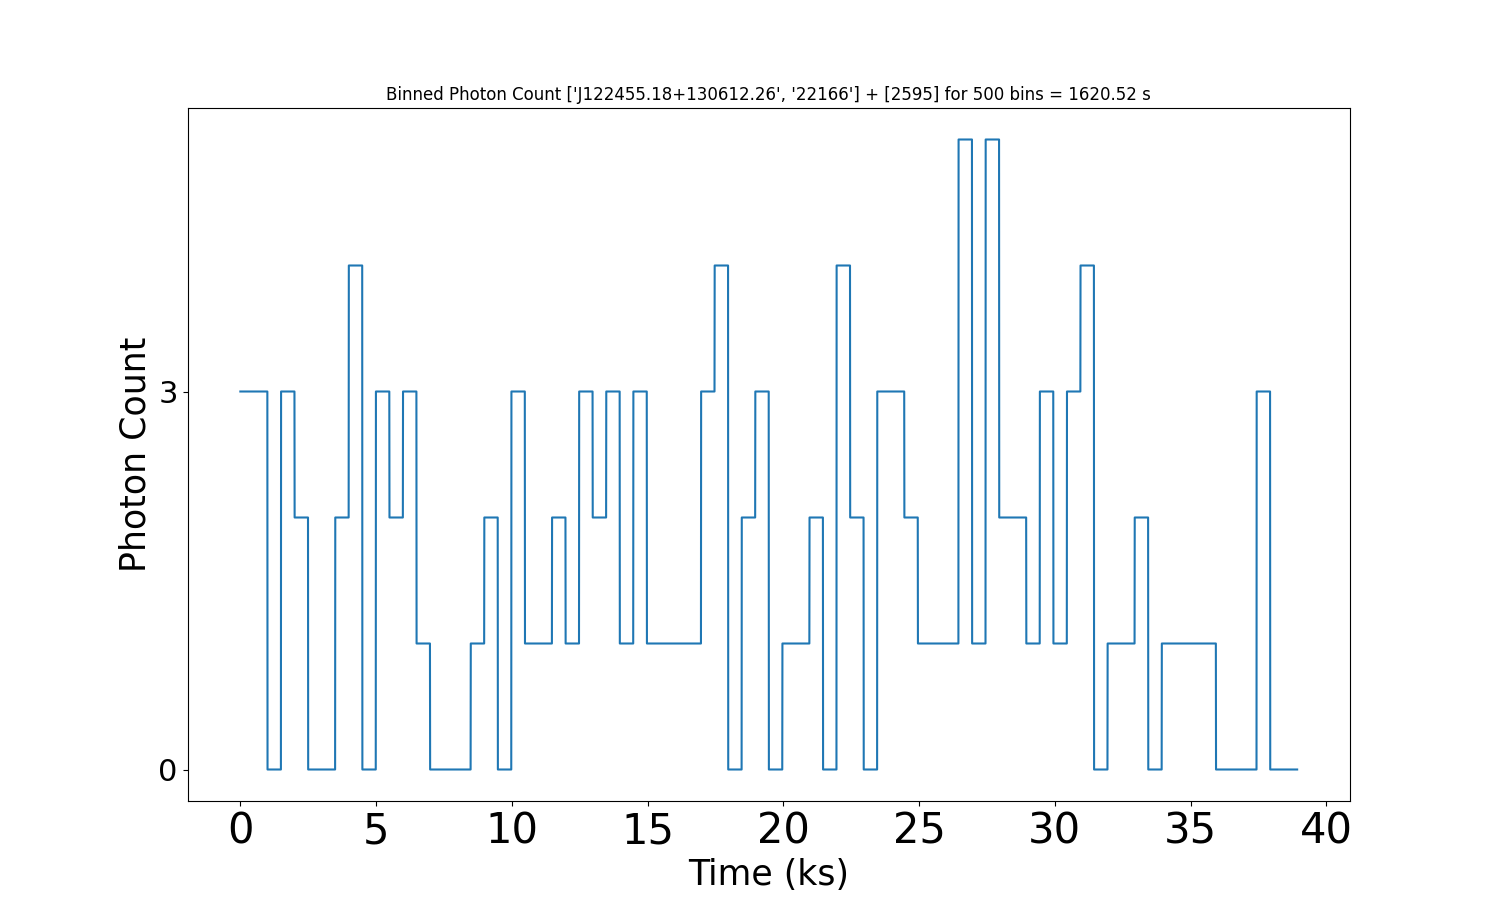 Binned Photon Count ['J122455.18+130612.26', '22166'] + [2595] for 500 bins = 1620.52 s
Photon Count
3
0
0 5 10 15 20 25 30 35 40
Time (ks)